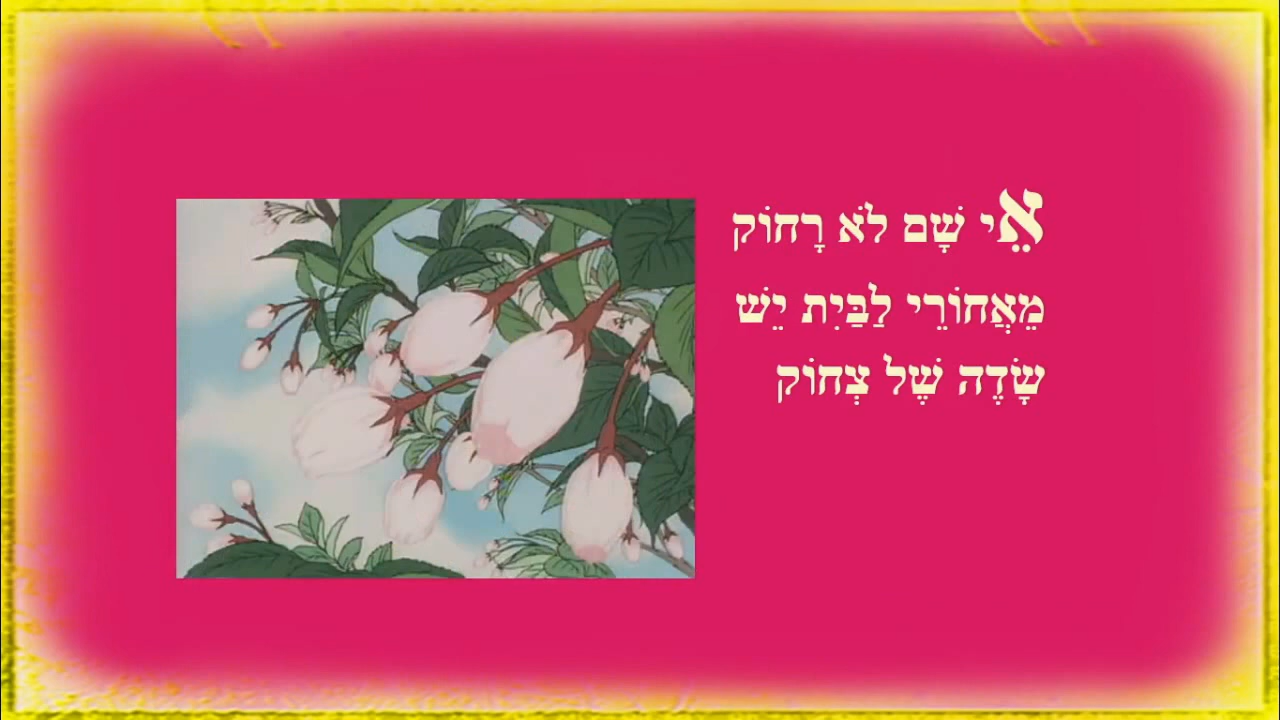 אֵי שָׁם לֹא רָחוֹק
מֵאֲחוֹרֵי לַבַּיִת יֵשׁ
שָׂדֶה שֶׁל צְחוֹק